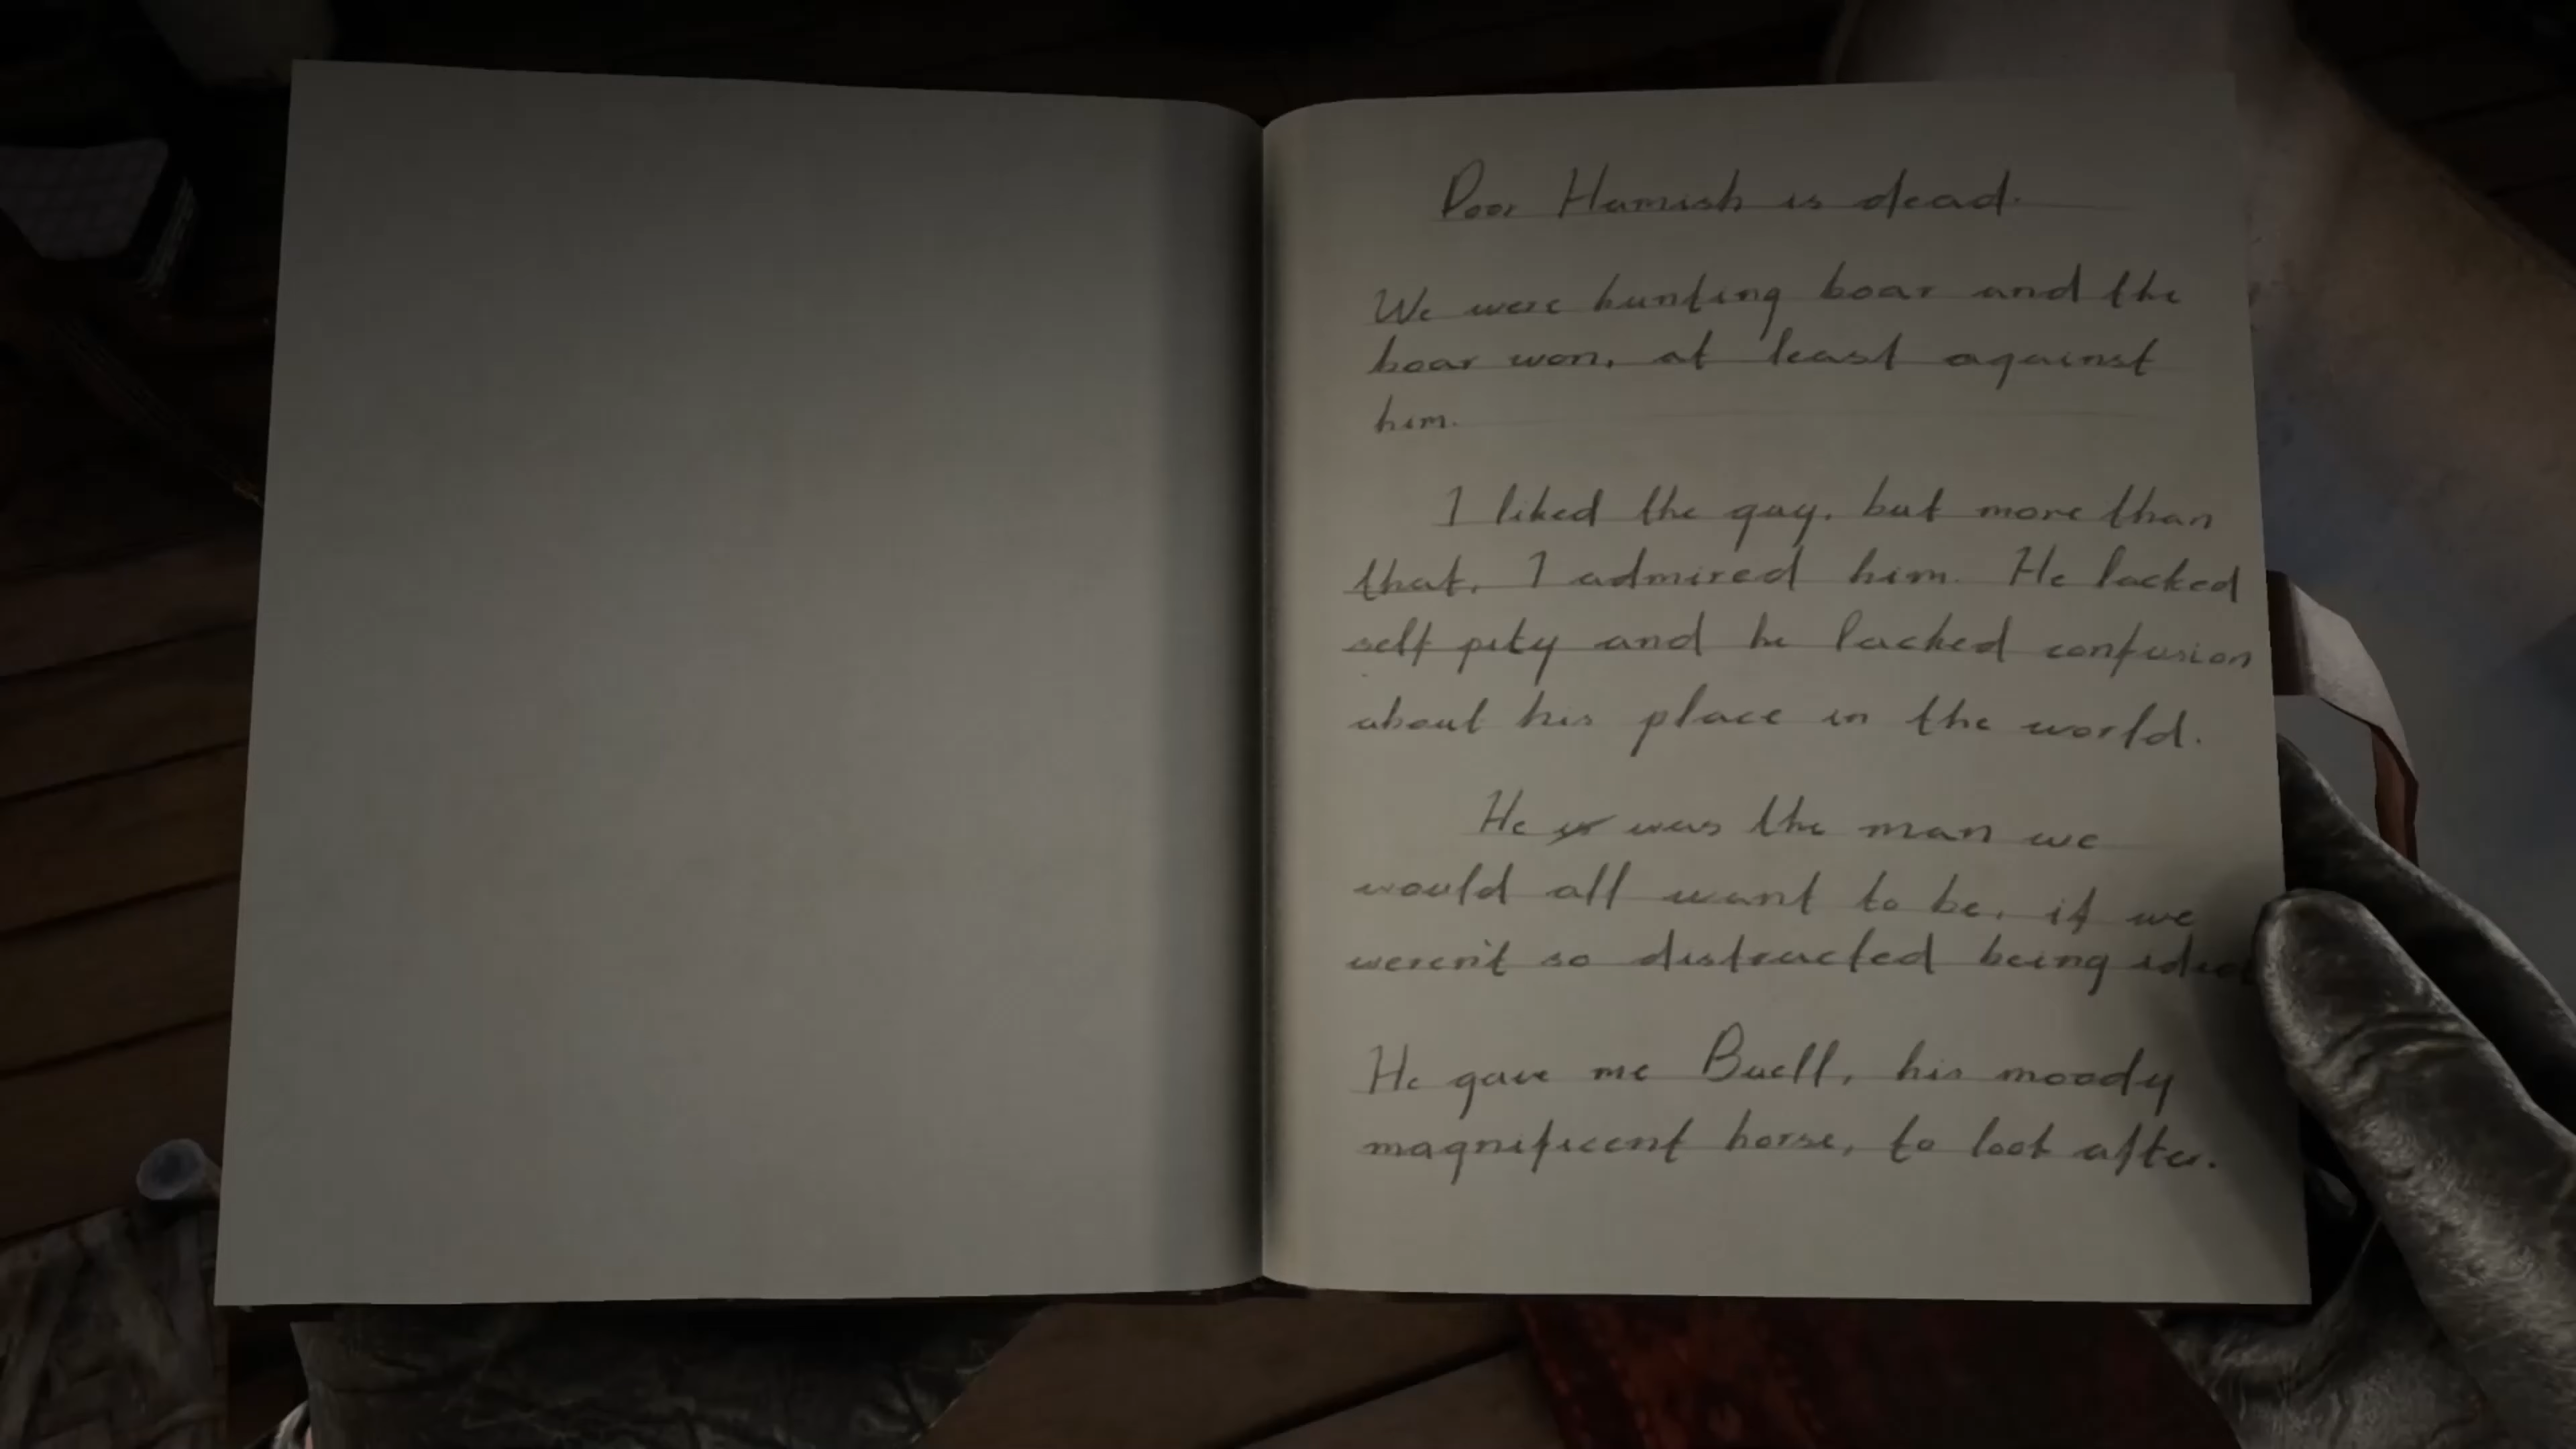 Poor Hamish is dead.
We were hunting boar and the
boar won, at least against
him.
I liked the guy, but more than
that, I admired him. He lacked
self pity and he lacked confusion
about his place in the world.
He was the man we
would all want to be, if we
weren't so distracted being
He gave me Buell, his moody
magnificent horse, to look after.